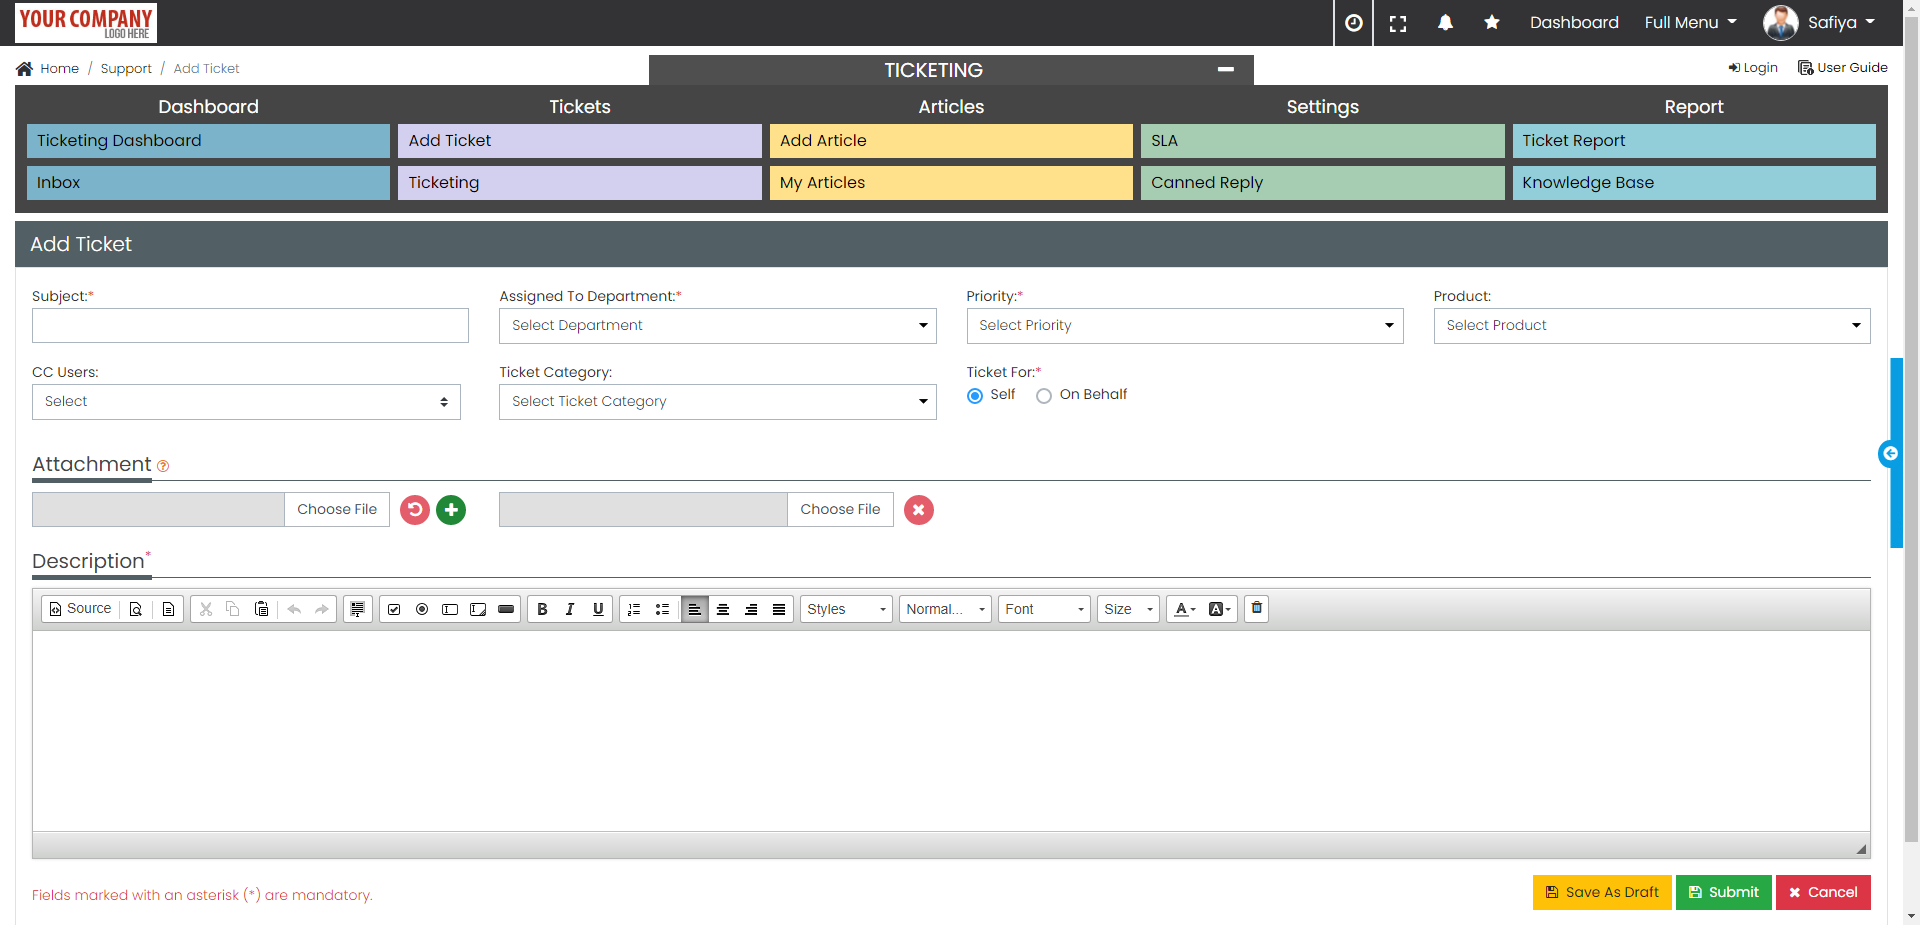 YOUR COMPANY
LOGO HERE
Dashboard Full Menu Safiya
Home / Support / Add Ticket
TICKETING
Login User Guide
Dashboard Tickets Articles Settings Report
Ticketing Dashboard Add Ticket Add Article SLA Ticket Report
Inbox Ticketing My Articles Canned Reply Knowledge Base
Add Ticket
Subject:* Assigned To Department:* Priority:* Product:
Select Department Select Priority Select Product
CC Users: Ticket Category: Ticket For:*
Select Select Ticket Category Self On Behalf
Attachment
Choose File Choose File
Description*
Source B I U Styles Normal... Font Size A A
Fields marked with an asterisk (*) are mandatory.
Save As Draft Submit Cancel